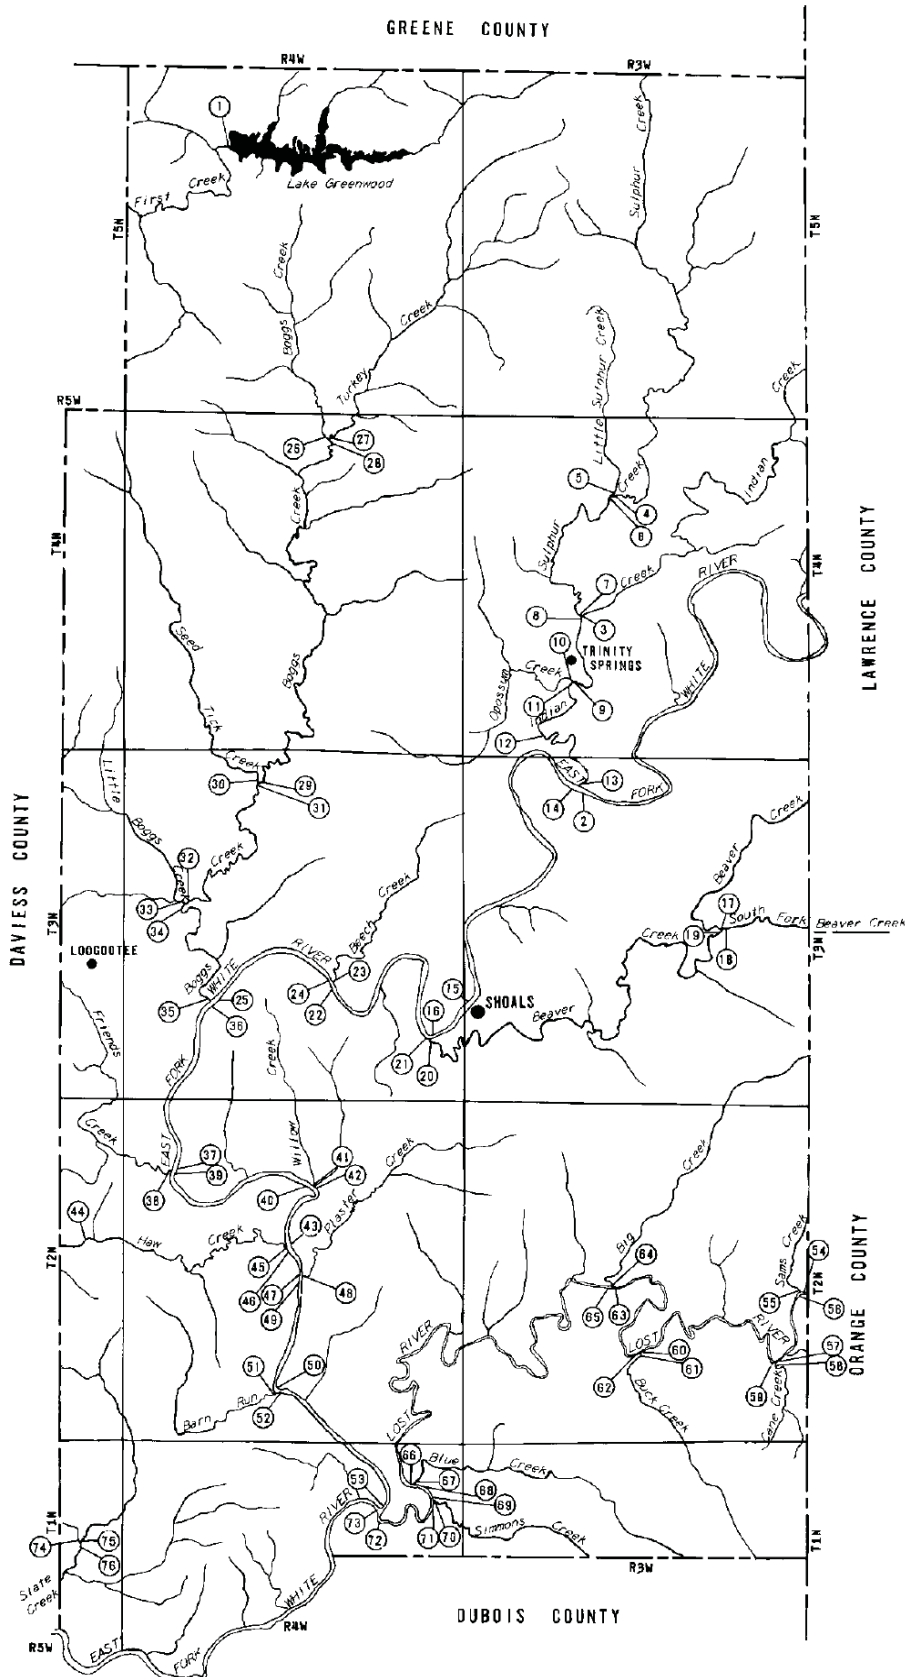 GREENE COUNTY
R4W
R3W
1
Lake Greenwood
First Creek
T5N
T5N
Sulphur Creek
Boggs Creek
Turkey Creek
Little Sulphur Creek
Indian Creek
R5W
26
27
28
5
4
6
Creek
Creek
Sulphur
T4N
T4N
LAWRENCE COUNTY
7
Creek
8
3
10
TRINITY
SPRINGS
RIVER
WHITE
Seed
Tick
Creek
Boggs
Opossum
Creek
11
9
Indian
12
EAST
FORK
13
14
2
30
29
31
DAVIESS COUNTY
Little
Boggs
Creek
Creek
32
33
34
Beaver Creek
17
South Fork Beaver Creek
19
18
Creek
T3N
T3N
LOOGOOTEE
Boggs
WHITE
RIVER
Beech Creek
35
25
36
24
23
22
15
SHOALS
16
21
20
Beaver
Friends
Creek
FORK
EAST
Creek
Willow
37
39
38
41
40
42
Plaster
Creek
44
Haw
Creek
43
45
46
47
48
49
T2N
T2N
Big
Creek
64
65
63
Sams Creek
54
55
56
ORANGE COUNTY
RIVER
LOST
RIVER
57
58
59
60
61
62
Buck Creek
Cane Creek
51
50
52
Barn Run
LOST
66
Blue
Creek
67
68
69
53
RIVER
73
72
71
70
Simmons
Creek
T1N
T1N
74
75
76
Slate
Creek
WHITE
R3W
R4W
R5W
EAST
FORK
DUBOIS COUNTY